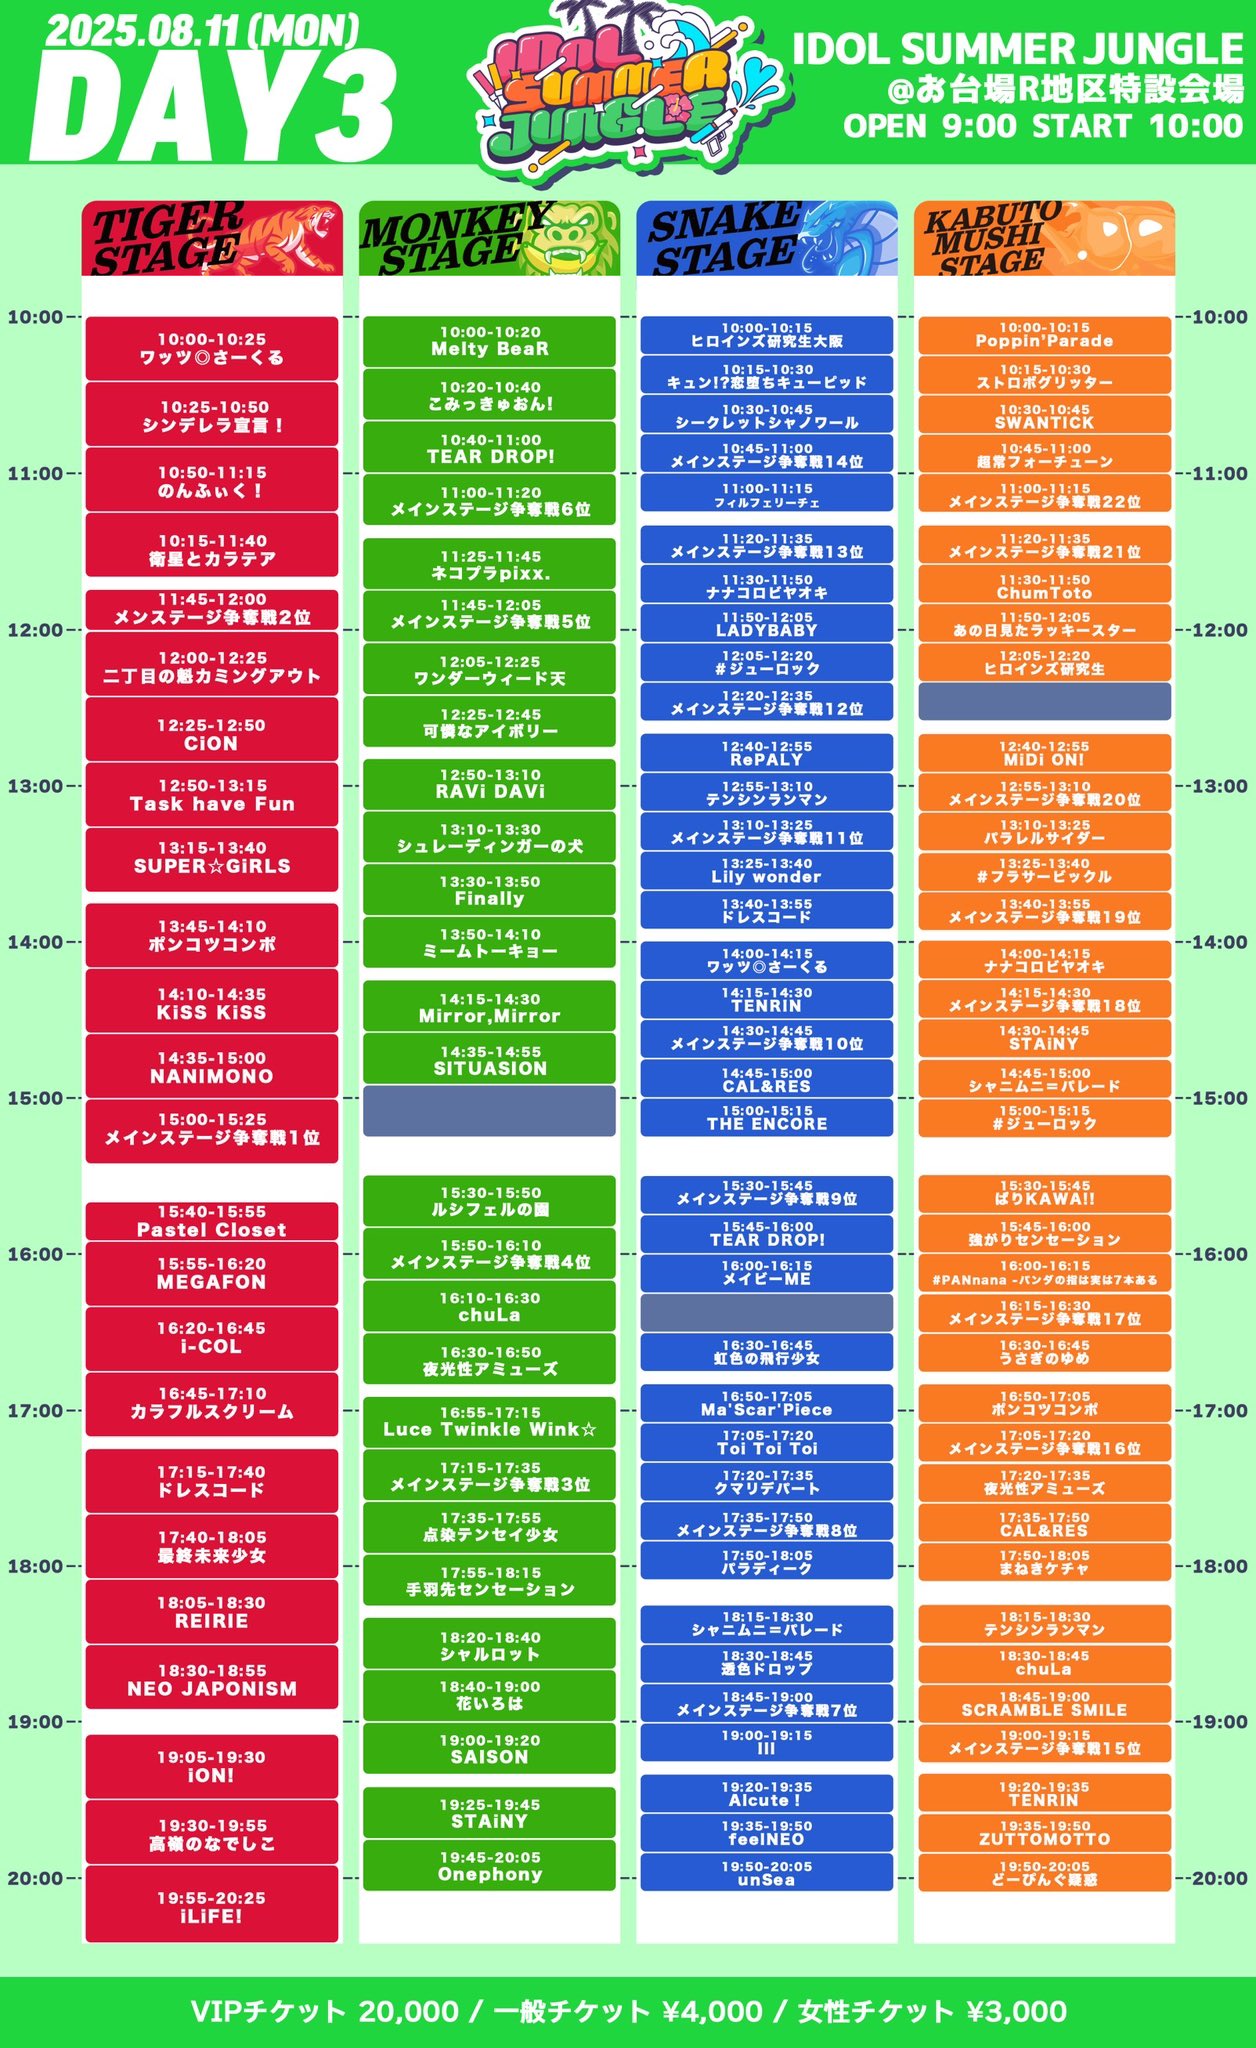 2025.08.11(MON)
DAY3
IDOL SUMMER JUNGLE
IDOL SUMMER JUNGLE
@お台場R地区特設会場
OPEN 9:00 START 10:00
TIGER STAGE
10:00-10:25
ワッツ◎さーくる
10:25-10:50
シンデレラ宣言！
10:50-11:15
のんふぃく！
10:15-11:40
衛星とカラテア
11:45-12:00
メンステージ争奪戦2位
12:00-12:25
二丁目の魁カミングアウト
12:25-12:50
CiON
12:50-13:15
Task have Fun
13:15-13:40
SUPER☆GiRLS
13:45-14:10
ポンコツコンポ
14:10-14:35
KiSS KiSS
14:35-15:00
NANIMONO
15:00-15:25
メインステージ争奪戦1位
15:40-15:55
Pastel Closet
15:55-16:20
MEGAFON
16:20-16:45
i-COL
16:45-17:10
カラフルスクリーム
17:15-17:40
ドレスコード
17:40-18:05
最終未来少女
18:05-18:30
REIRIE
18:30-18:55
NEO JAPONISM
19:05-19:30
iON!
19:30-19:55
高嶺のなでしこ
19:55-20:25
iLiFE!
MONKEY STAGE
10:00-10:20
Melty BeaR
10:20-10:40
こみっきゅおん!
10:40-11:00
TEAR DROP!
11:00-11:20
メインステージ争奪戦6位
11:25-11:45
ネコプラpixx.
11:45-12:05
メインステージ争奪戦5位
12:05-12:25
ワンダーウィード天
12:25-12:45
可憐なアイボリー
12:50-13:10
RAVi DAVi
13:10-13:30
シュレーディンガーの犬
13:30-13:50
Finally
13:50-14:10
ミームトーキョー
14:15-14:30
Mirror,Mirror
14:35-14:55
SITUASION
15:30-15:50
ルシフェルの園
15:50-16:10
メインステージ争奪戦4位
16:10-16:30
chuLa
16:30-16:50
夜光性アミューズ
16:55-17:15
Luce Twinkle Wink☆
17:15-17:35
メインステージ争奪戦3位
17:35-17:55
点染テンセイ少女
17:55-18:15
手羽先センセーション
18:20-18:40
シャルロット
18:40-19:00
花いろは
19:00-19:20
SAISON
19:25-19:45
STAiNY
19:45-20:05
Onephony
SNAKE STAGE
10:00-10:15
ヒロインズ研究生大阪
10:15-10:30
キュン!?恋堕ちキューピッド
10:30-10:45
シークレットシャノワール
10:45-11:00
メインステージ争奪戦14位
11:00-11:15
フィルフェリーチェ
11:20-11:35
メインステージ争奪戦13位
11:30-11:50
ナナコロビヤオキ
11:50-12:05
LADYBABY
12:05-12:20
#ジューロック
12:20-12:35
メインステージ争奪戦12位
12:40-12:55
RePALY
12:55-13:10
テンシンランマン
13:10-13:25
メインステージ争奪戦11位
13:25-13:40
Lily wonder
13:40-13:55
ドレスコード
14:00-14:15
ワッツ◎さーくる
14:15-14:30
TENRIN
14:30-14:45
メインステージ争奪戦10位
14:45-15:00
CAL&RES
15:00-15:15
THE ENCORE
15:30-15:45
メインステージ争奪戦9位
15:45-16:00
TEAR DROP!
16:00-16:15
メイビーME
16:30-16:45
虹色の飛行少女
16:50-17:05
Ma'Scar'Piece
17:05-17:20
Toi Toi Toi
17:20-17:35
クマリデパート
17:35-17:50
メインステージ争奪戦8位
17:50-18:05
パラディーク
18:15-18:30
シャニムニ＝パレード
18:30-18:45
透色ドロップ
18:45-19:00
メインステージ争奪戦7位
19:00-19:15
III
19:20-19:35
Alcute！
19:35-19:50
feelNEO
19:50-20:05
unSea
KABUTO MUSHI STAGE
10:00-10:15
Poppin'Parade
10:15-10:30
ストロボグリッター
10:30-10:45
SWANTICK
10:45-11:00
超常フォーチューン
11:00-11:15
メインステージ争奪戦22位
11:20-11:35
メインステージ争奪戦21位
11:30-11:50
ChumToto
11:50-12:05
あの日見たラッキースター
12:05-12:20
ヒロインズ研究生
12:40-12:55
MiDi ON!
12:55-13:10
メインステージ争奪戦20位
13:10-13:25
パラレルサイダー
13:25-13:40
#フラサービックル
13:40-13:55
メインステージ争奪戦19位
14:00-14:15
ナナコロビヤオキ
14:15-14:30
メインステージ争奪戦18位
14:30-14:45
STAiNY
14:45-15:00
シャニムニ＝パレード
15:00-15:15
#ジューロック
15:30-15:45
ばりKAWA!!
15:45-16:00
強がりセンセーション
16:00-16:15
#PANnana -パンダの指は実は7本ある
16:15-16:30
メインステージ争奪戦17位
16:30-16:45
うさぎのゆめ
16:50-17:05
ポンコツコンポ
17:05-17:20
メインステージ争奪戦16位
17:20-17:35
夜光性アミューズ
17:35-17:50
CAL&RES
17:50-18:05
まねきケチャ
18:15-18:30
テンシンランマン
18:30-18:45
chuLa
18:45-19:00
SCRAMBLE SMILE
19:00-19:15
メインステージ争奪戦15位
19:20-19:35
TENRIN
19:35-19:50
ZUTTOMOTTO
19:50-20:05
どーぴんぐ疑惑
10:00
11:00
12:00
13:00
14:00
15:00
16:00
17:00
18:00
19:00
20:00
10:00
11:00
12:00
13:00
14:00
15:00
16:00
17:00
18:00
19:00
20:00
VIPチケット 20,000 / 一般チケット ¥4,000 / 女性チケット ¥3,000